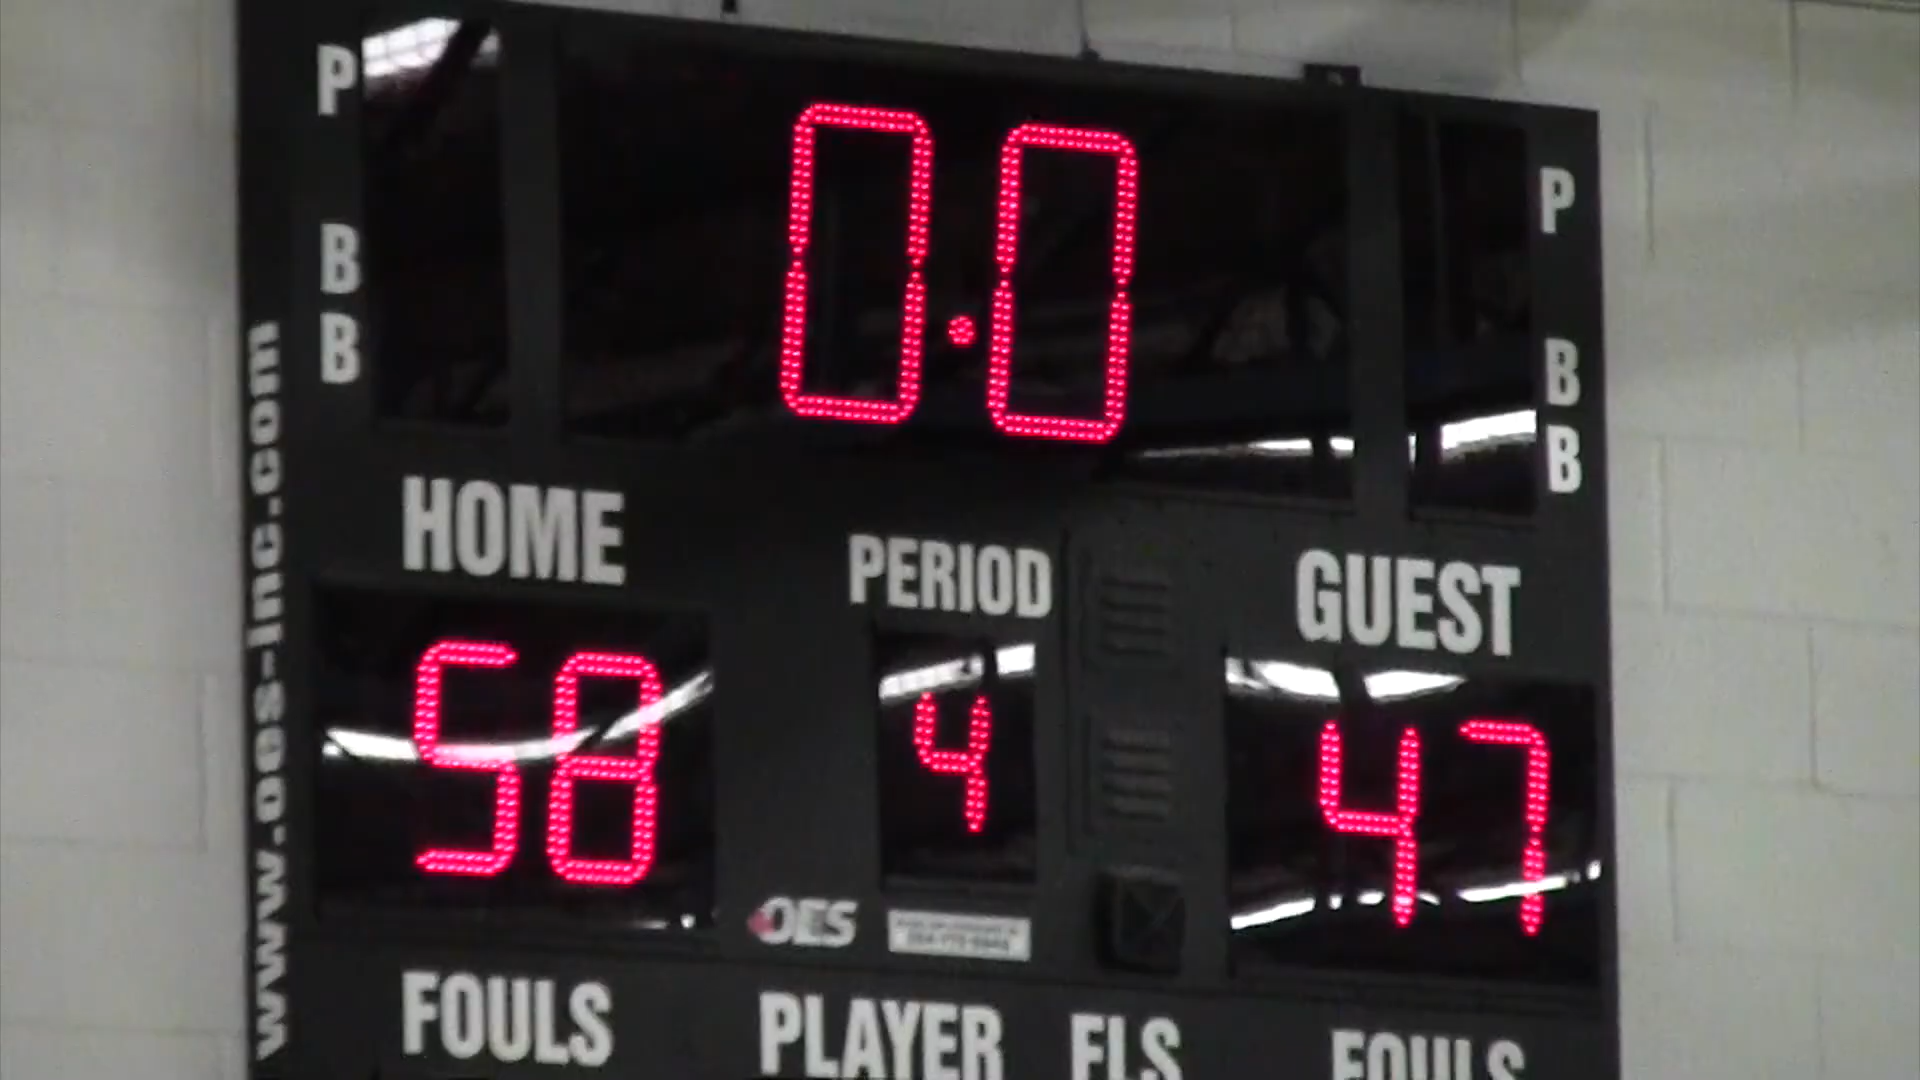 P
0.0
P
B
B
B
B
HOME
PERIOD
GUEST
58
4
47
www.oes-inc.com
OES
FOULS
PLAYER
FLS
FOULS